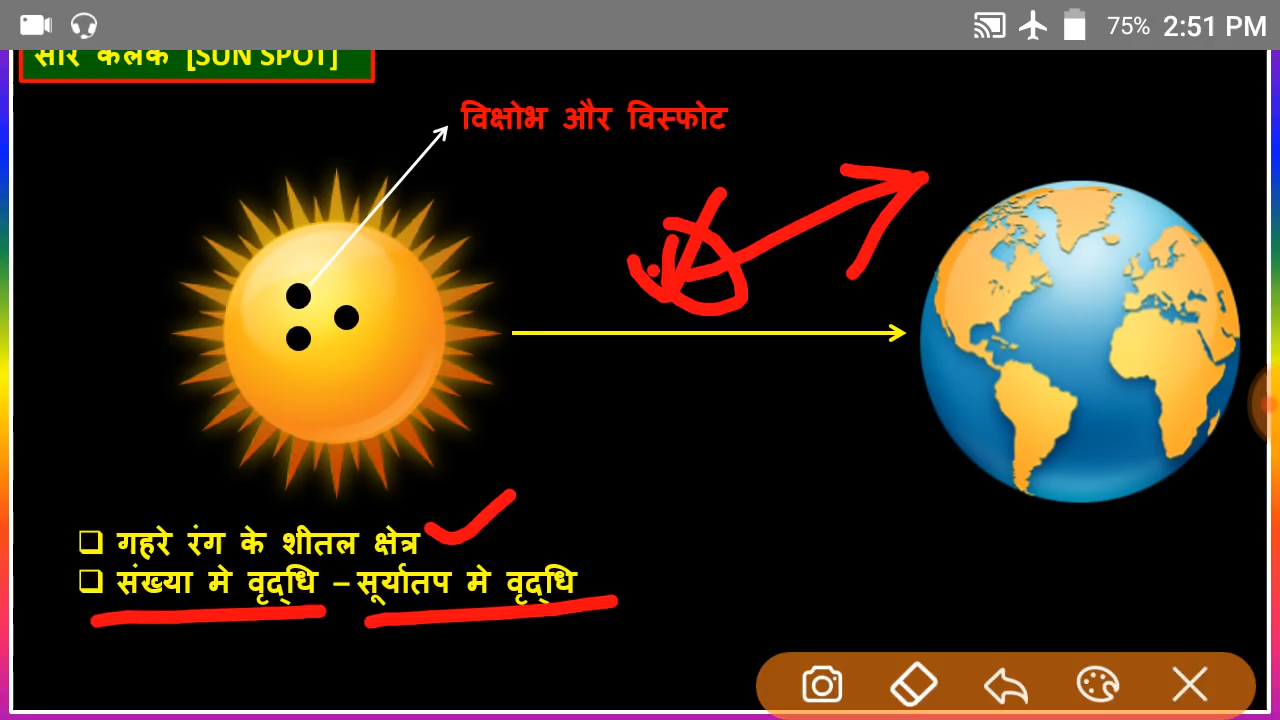 75% 2:51 PM
सौर कलंक [SUN SPOT]
विक्षोभ और विस्फोट
❑ गहरे रंग के शीतल क्षेत्र
❑ संख्या मे वृद्धि – सूर्यातप मे वृद्धि